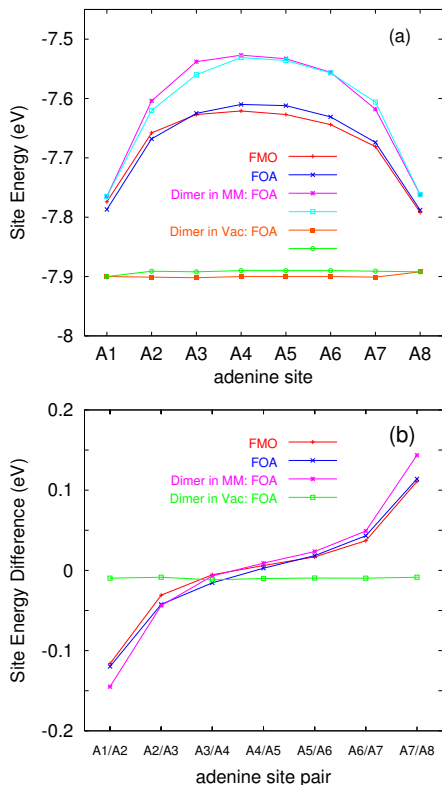 (a)
-7.5
-7.6
-7.7
-7.8
-7.9
-8
Site Energy (eV)
FMO
FOA
Dimer in MM: FOA
Dimer in Vac: FOA
A1 A2 A3 A4 A5 A6 A7 A8
adenine site
(b)
0.2
0.1
0
-0.1
-0.2
Site Energy Difference (eV)
FMO
FOA
Dimer in MM: FOA
Dimer in Vac: FOA
A1/A2 A2/A3 A3/A4 A4/A5 A5/A6 A6/A7 A7/A8
adenine site pair